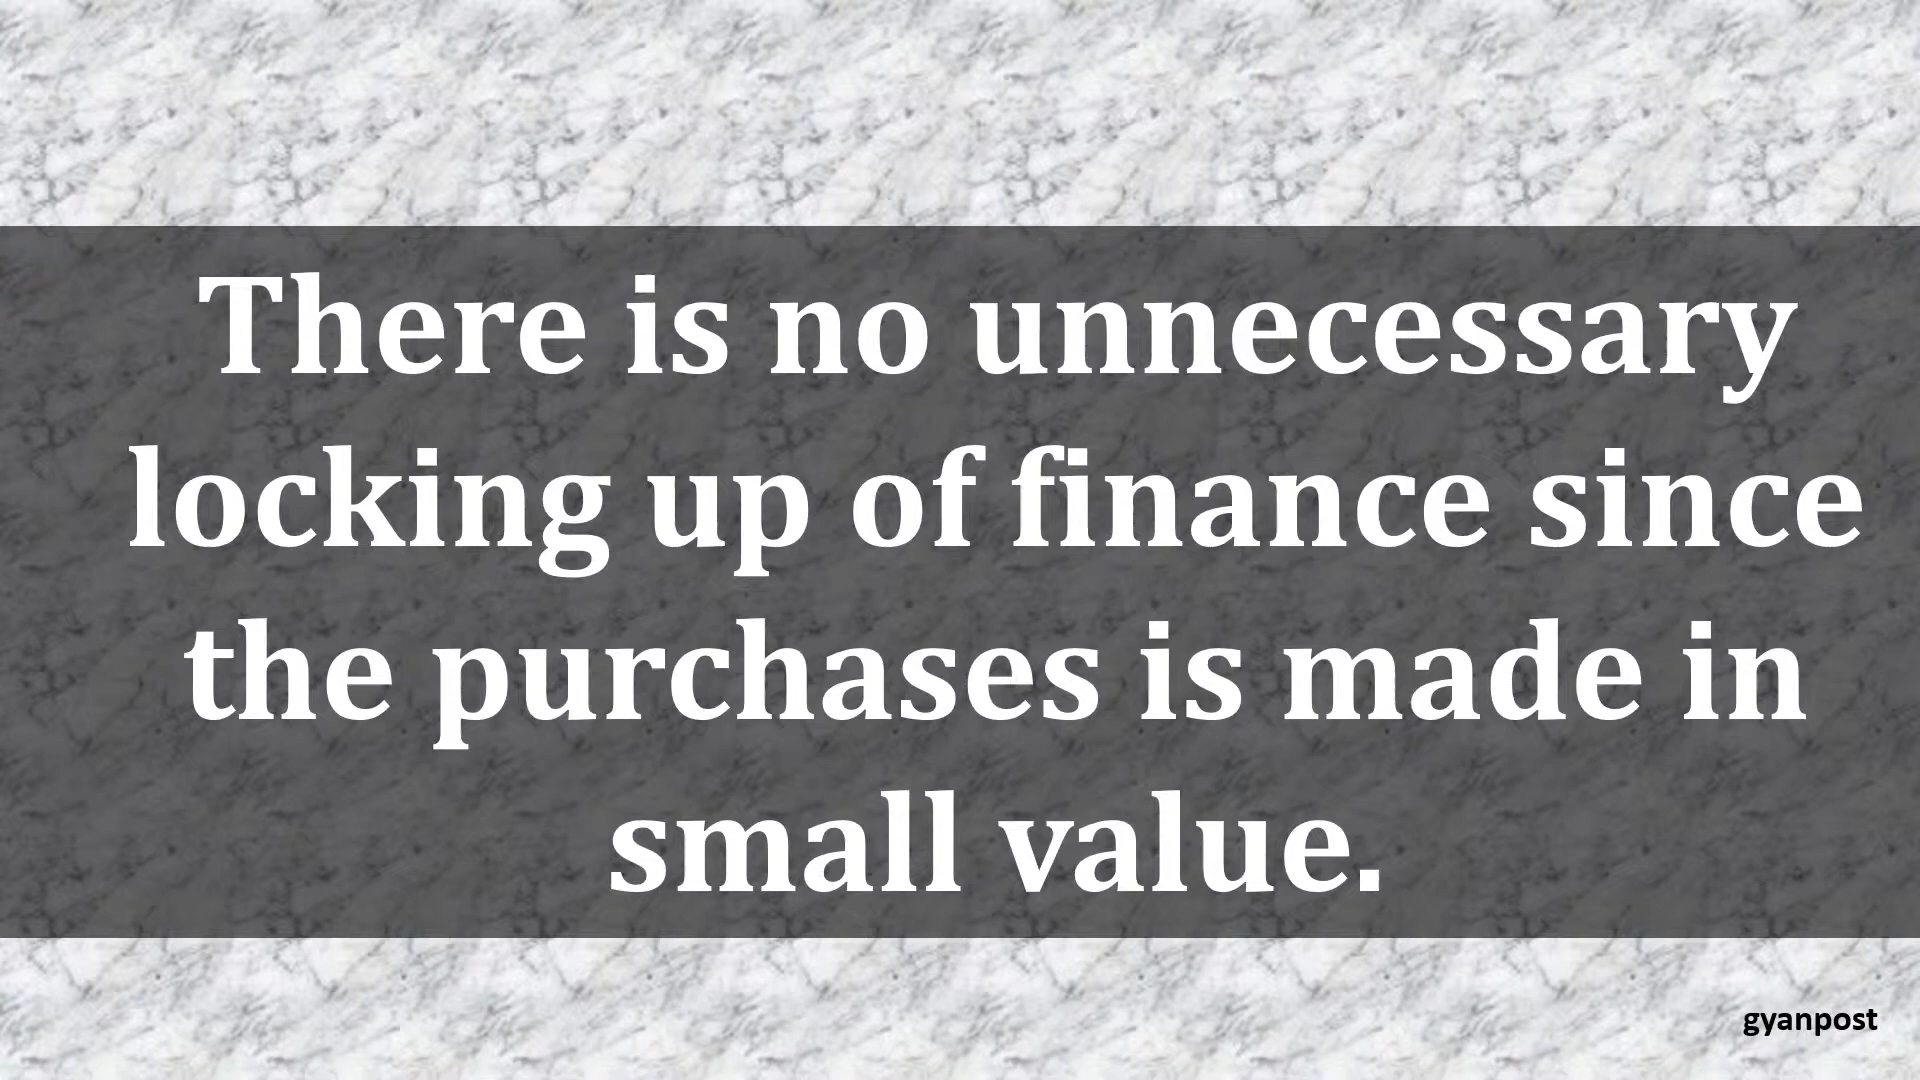 There is no unnecessary
locking up of finance since
the purchases is made in
small value.
gyanpost